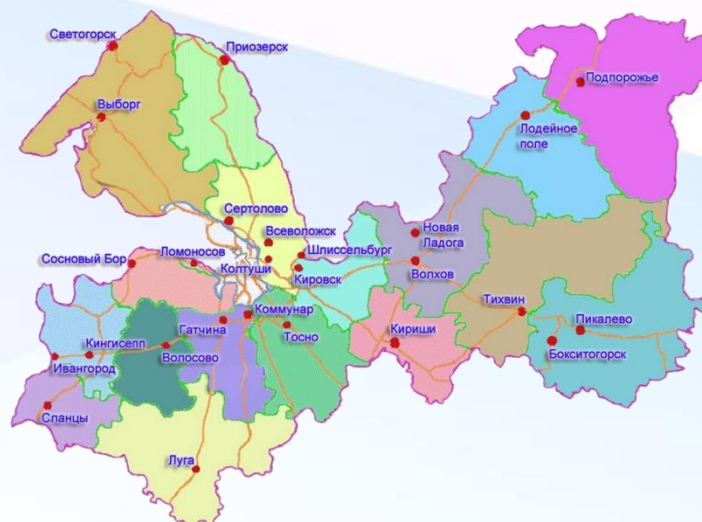 Светогорск
Приозерск
Подпорожье
Выборг
Лодейное
поле
Сертолово
Всеволожск
Новая
Ладога
Шлиссельбург
Ломоносов
Сосновый Бор
Колтуши
Кировск
Волхов
Тихвин
Коммунар
Гатчина
Кириши
Пикалево
Тосно
Кингисепп
Волосово
Бокситогорск
Ивангород
Сланцы
Луга